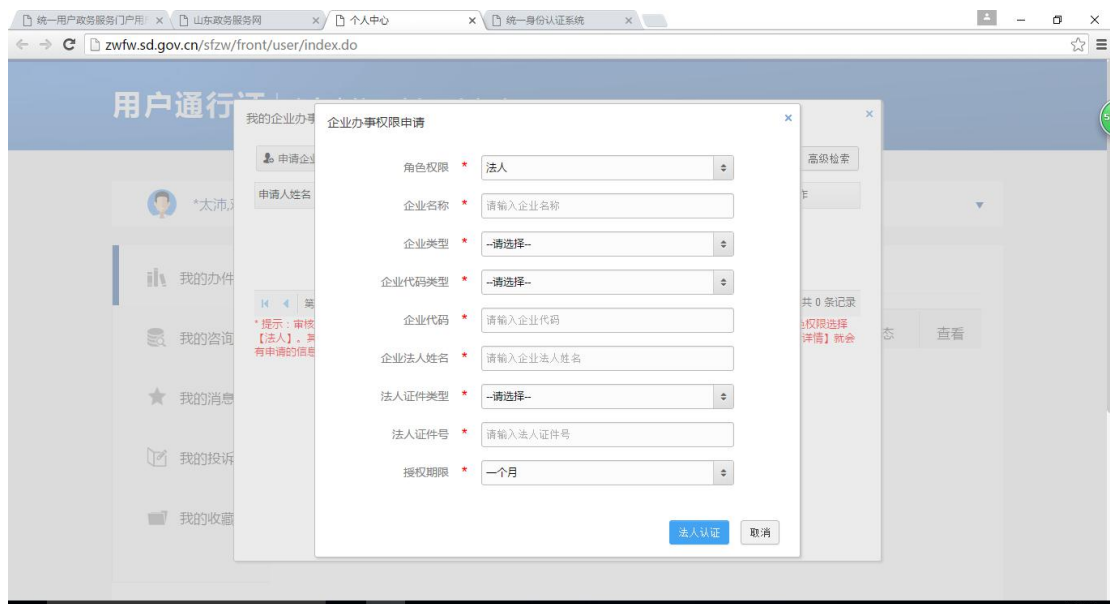 统一用户政务服务门户用
山东政务服务网
个人中心
统一身份认证系统
zwfw.sd.gov.cn/sfzw/front/user/index.do
用户通行
我的企业办事
企业办事权限申请
申请企业
高级检索
角色权限 * 法人
申请人姓名
*太沛,
企业名称 * 请输入企业名称
企业类型 * --请选择--
我的办件
企业代码类型 * --请选择--
第
共 0 条记录
企业代码 * 请输入企业代码
*提示:审核
色权限选择
【法人】。其
详情】就会
有申请的信息
我的咨询
态
查看
企业法人姓名 * 请输入企业法人姓名
我的消息
法人证件类型 * --请选择--
法人证件号 * 请输入法人证件号
我的投诉
授权期限 * 一个月
我的收藏
法人认证
取消